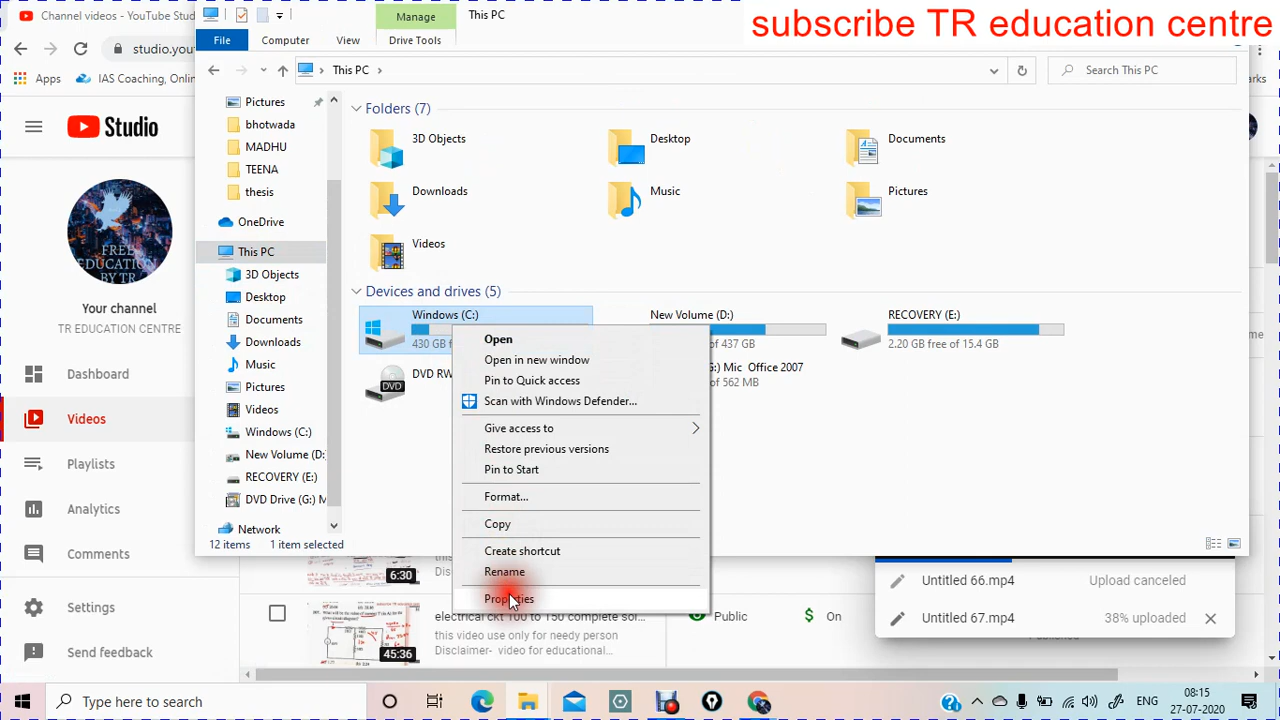 Channel videos - YouTube Stud
Manage
This PC
subscribe TR education centre
File
Computer
View
Drive Tools
studio.you
This PC
Search This PC
Apps
IAS Coaching, Onlin
arks
Studio
FREE
EDUCATION
BY TR
Your channel
TR EDUCATION CENTRE
Dashboard
Videos
Playlists
Analytics
Comments
Settings
Send feedback
Pictures
bhotwada
MADHU
TEENA
thesis
OneDrive
This PC
3D Objects
Desktop
Documents
Downloads
Music
Pictures
Videos
Windows (C:)
New Volume (D:)
RECOVERY (E:)
DVD Drive (G:) M
Network
12 items
1 item selected
Folders (7)
3D Objects
Desktop
Documents
Downloads
Music
Pictures
Videos
Devices and drives (5)
Windows (C:)
430 GB f
New Volume (D:)
of 437 GB
RECOVERY (E:)
2.20 GB free of 15.4 GB
DVD
DVD RW
:) Mic Office 2007
of 562 MB
Open
Open in new window
Pin to Quick access
Scan with Windows Defender...
Give access to
Restore previous versions
Pin to Start
Format...
Copy
Create shortcut
Rename
Properties
6:30
Disc
electrical 600 to 150 complete sol...
this video use only for needy person
Disclaimer- video for educational...
45:36
Public
$ On
Untitled 66.mp4
Upload canceled
Untitled 67.mp4
38% uploaded
Type here to search
ENG
08:15
27-07-2020